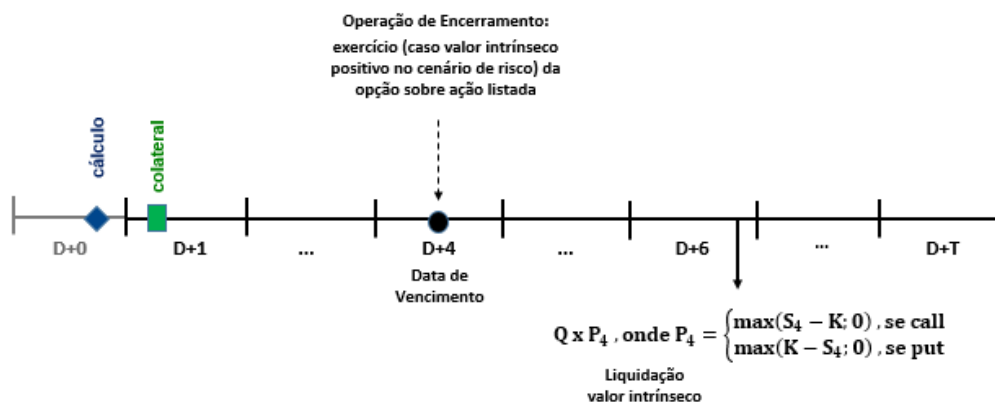 Operação de Encerramento:
exercício (caso valor intrínseco
positivo no cenário de risco) da
opção sobre ação listada
cálculo
colateral
D+0
D+1
...
D+4
...
D+6
...
D+T
Data de
Vencimento
Q x P₄ , onde P₄ = {max(S₄ − K; 0) , se call
max(K − S₄; 0) , se put
Liquidação
valor intrínseco